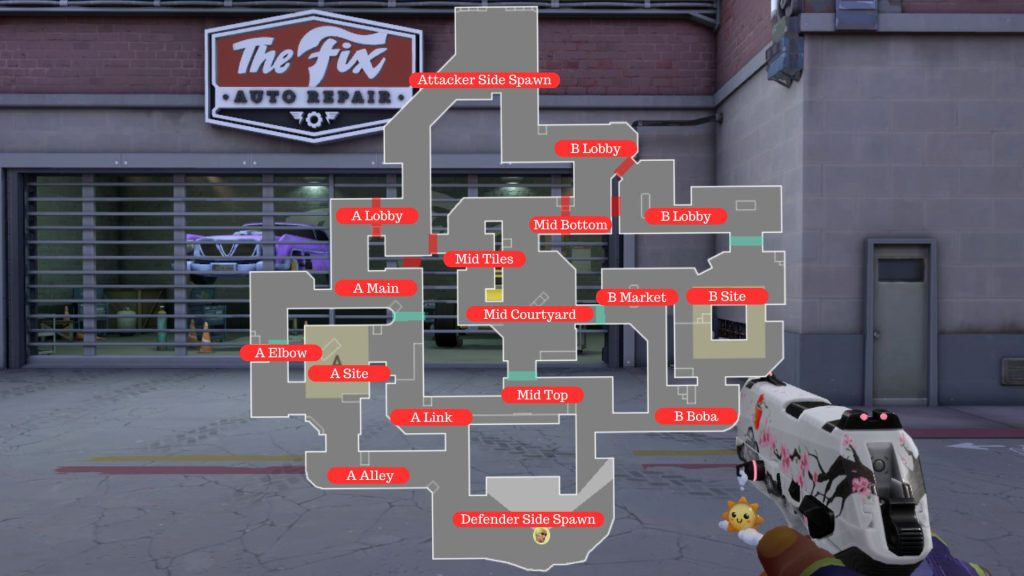 The Fix
• AUTO REPAIR •
Attacker Side Spawn
B Lobby
A Lobby
B Lobby
Mid Bottom
Mid Tiles
A Main
B Market
B Site
Mid Courtyard
A Elbow
A
A Site
Mid Top
A Link
B Boba
A Alley
Defender Side Spawn